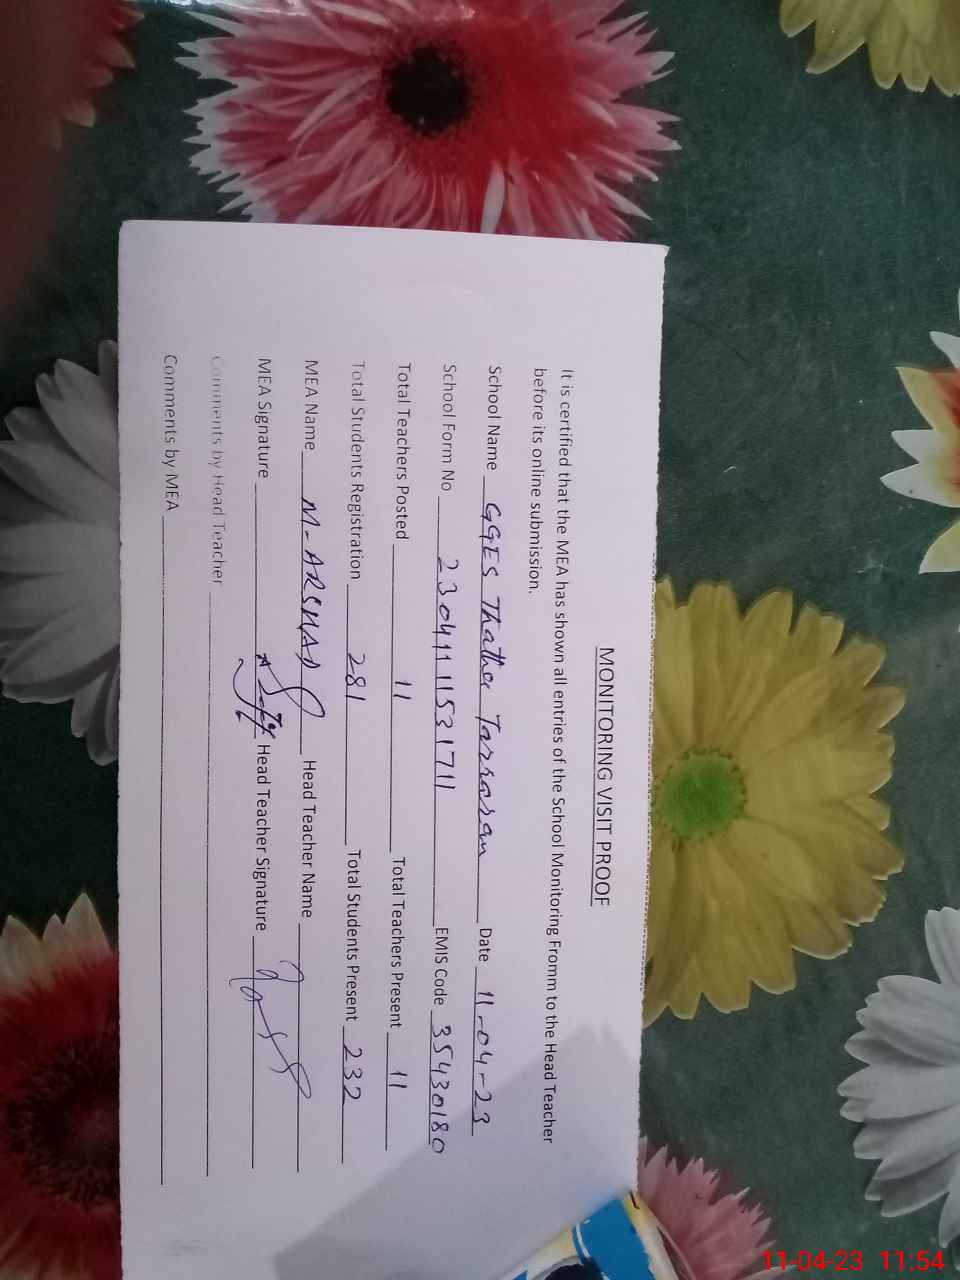 MONITORING VISIT PROOF
It is certified that the MEA has shown all entries of the School Monitoring Fromm to the Head Teacher
before its online submission.
School Name GGES Thather Tarraran Date 11-04-23
School Form No 2304111531711 EMIS Code 35430180
Total Teachers Posted 11 Total Teachers Present 11
Total Students Registration 281 Total Students Present 232
MEA Name M-ARSHAD Head Teacher Name
MEA Signature Head Teacher Signature
Comments by Head Teacher
Comments by MEA
11-04-23 11:54